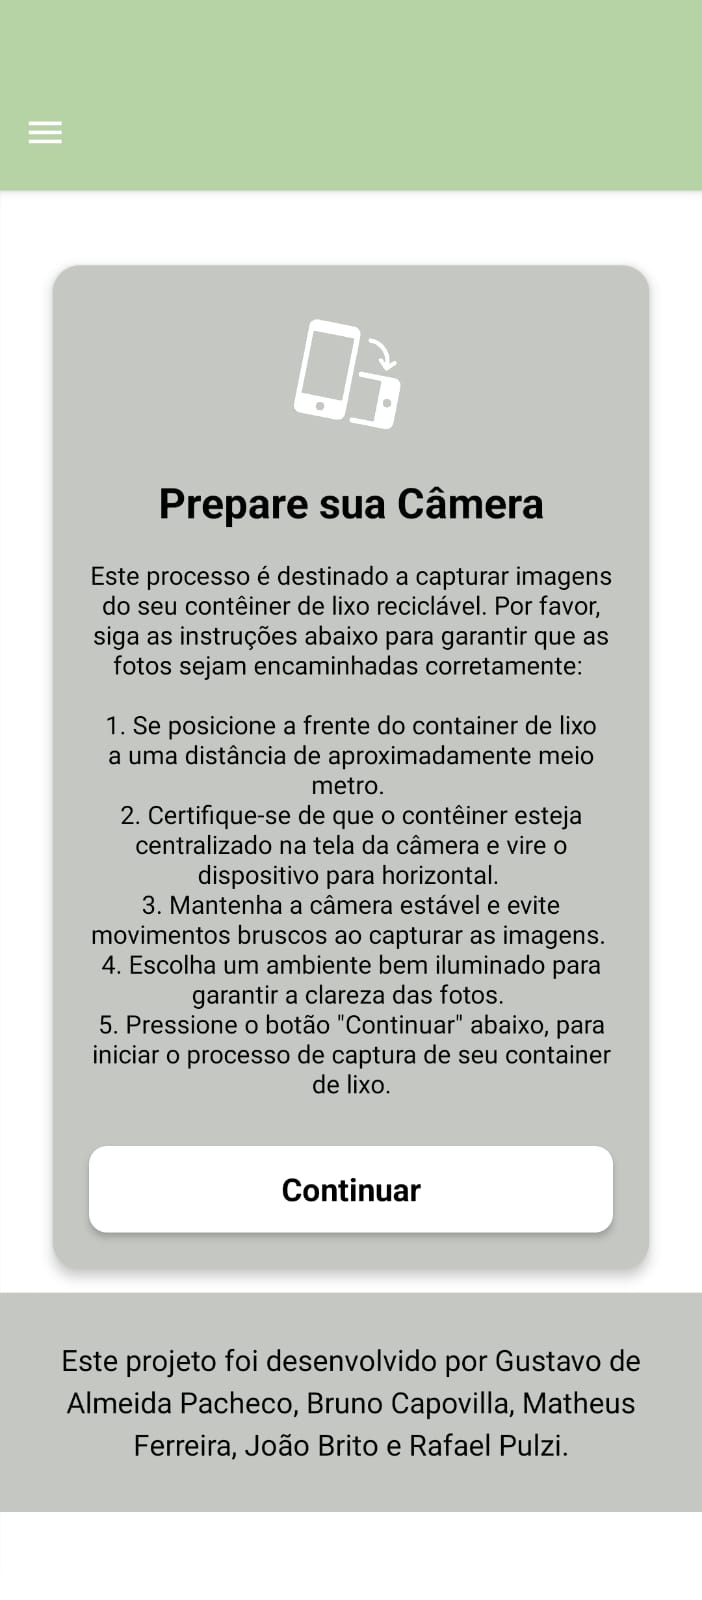 Prepare sua Câmera
Este processo é destinado a capturar imagens
do seu contêiner de lixo reciclável. Por favor,
siga as instruções abaixo para garantir que as
fotos sejam encaminhadas corretamente:
1. Se posicione a frente do container de lixo
a uma distância de aproximadamente meio
metro.
2. Certifique-se de que o contêiner esteja
centralizado na tela da câmera e vire o
dispositivo para horizontal.
3. Mantenha a câmera estável e evite
movimentos bruscos ao capturar as imagens.
4. Escolha um ambiente bem iluminado para
garantir a clareza das fotos.
5. Pressione o botão "Continuar" abaixo, para
iniciar o processo de captura de seu container
de lixo.
Continuar
Este projeto foi desenvolvido por Gustavo de
Almeida Pacheco, Bruno Capovilla, Matheus
Ferreira, João Brito e Rafael Pulzi.